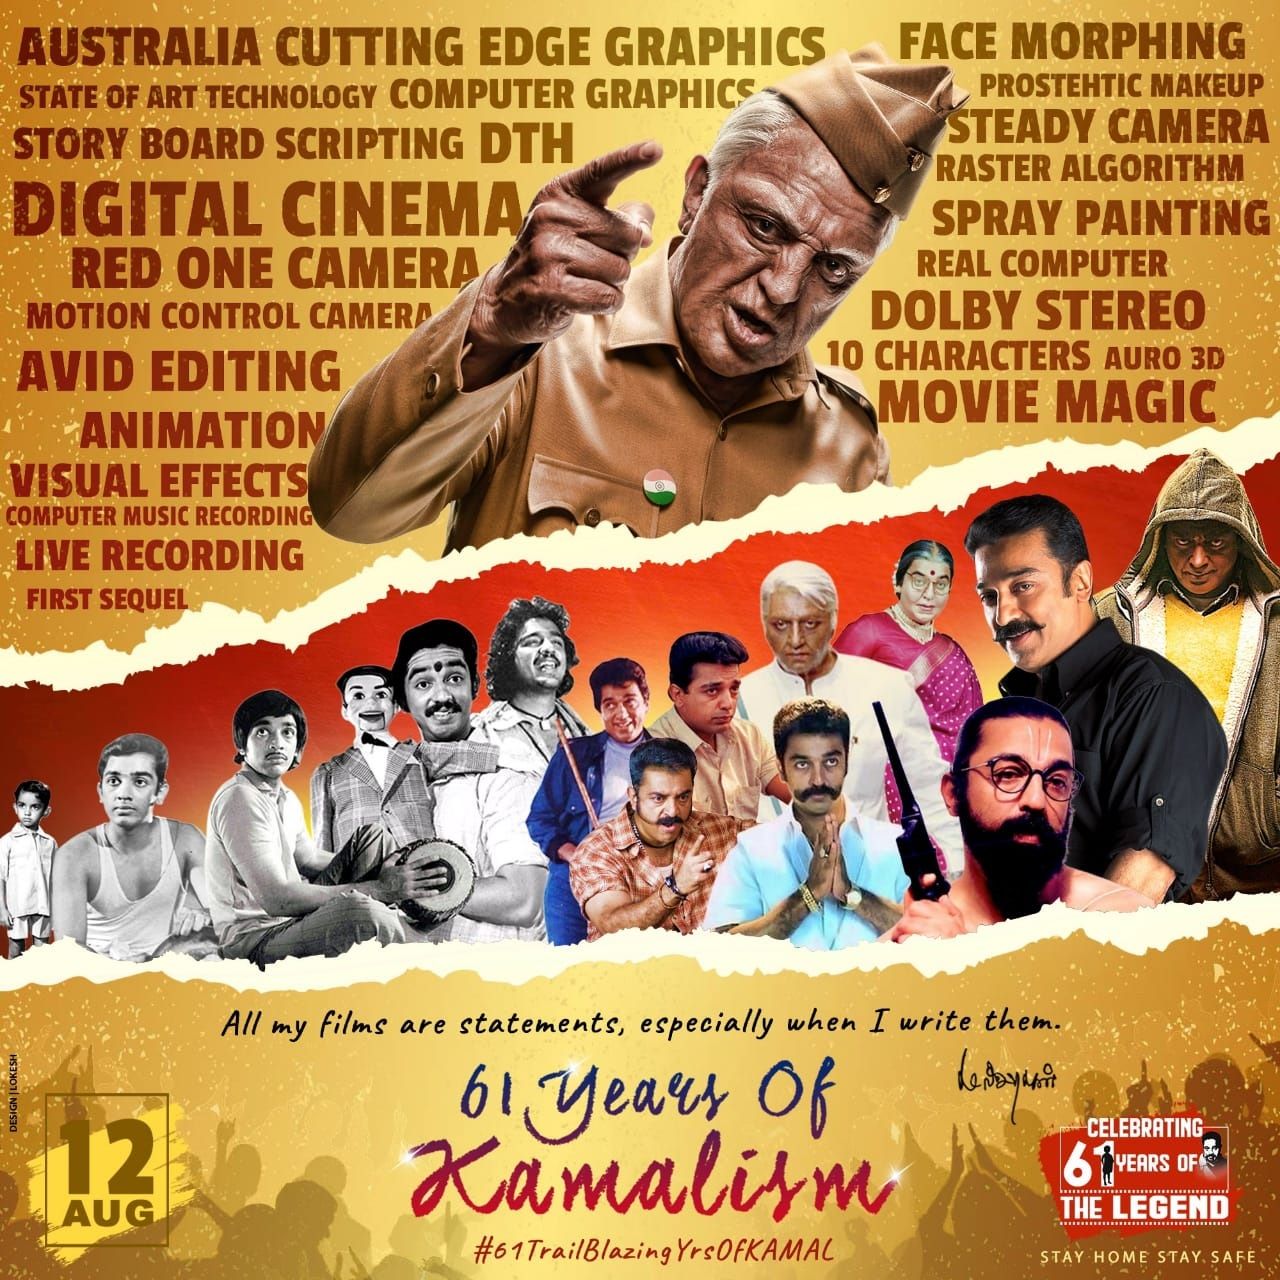 AUSTRALIA CUTTING EDGE GRAPHICS
STATE OF ART TECHNOLOGY COMPUTER GRAPHICS
STORY BOARD SCRIPTING DTH
DIGITAL CINEMA
RED ONE CAMERA
MOTION CONTROL CAMERA
AVID EDITING
ANIMATION
VISUAL EFFECTS
COMPUTER MUSIC RECORDING
LIVE RECORDING
FIRST SEQUEL
FACE MORPHING
PROSTEHTIC MAKEUP
STEADY CAMERA
RASTER ALGORITHM
SPRAY PAINTING
REAL COMPUTER
DOLBY STEREO
10 CHARACTERS AURO 3D
MOVIE MAGIC
All my films are statements, especially when I write them.
61 Years Of
Kamalism
#61TrailBlazingYrsOfKAMAL
DESIGN | LOKESH
12
AUG
CELEBRATING
61 YEARS OF
THE LEGEND
STAY HOME STAY SAFE